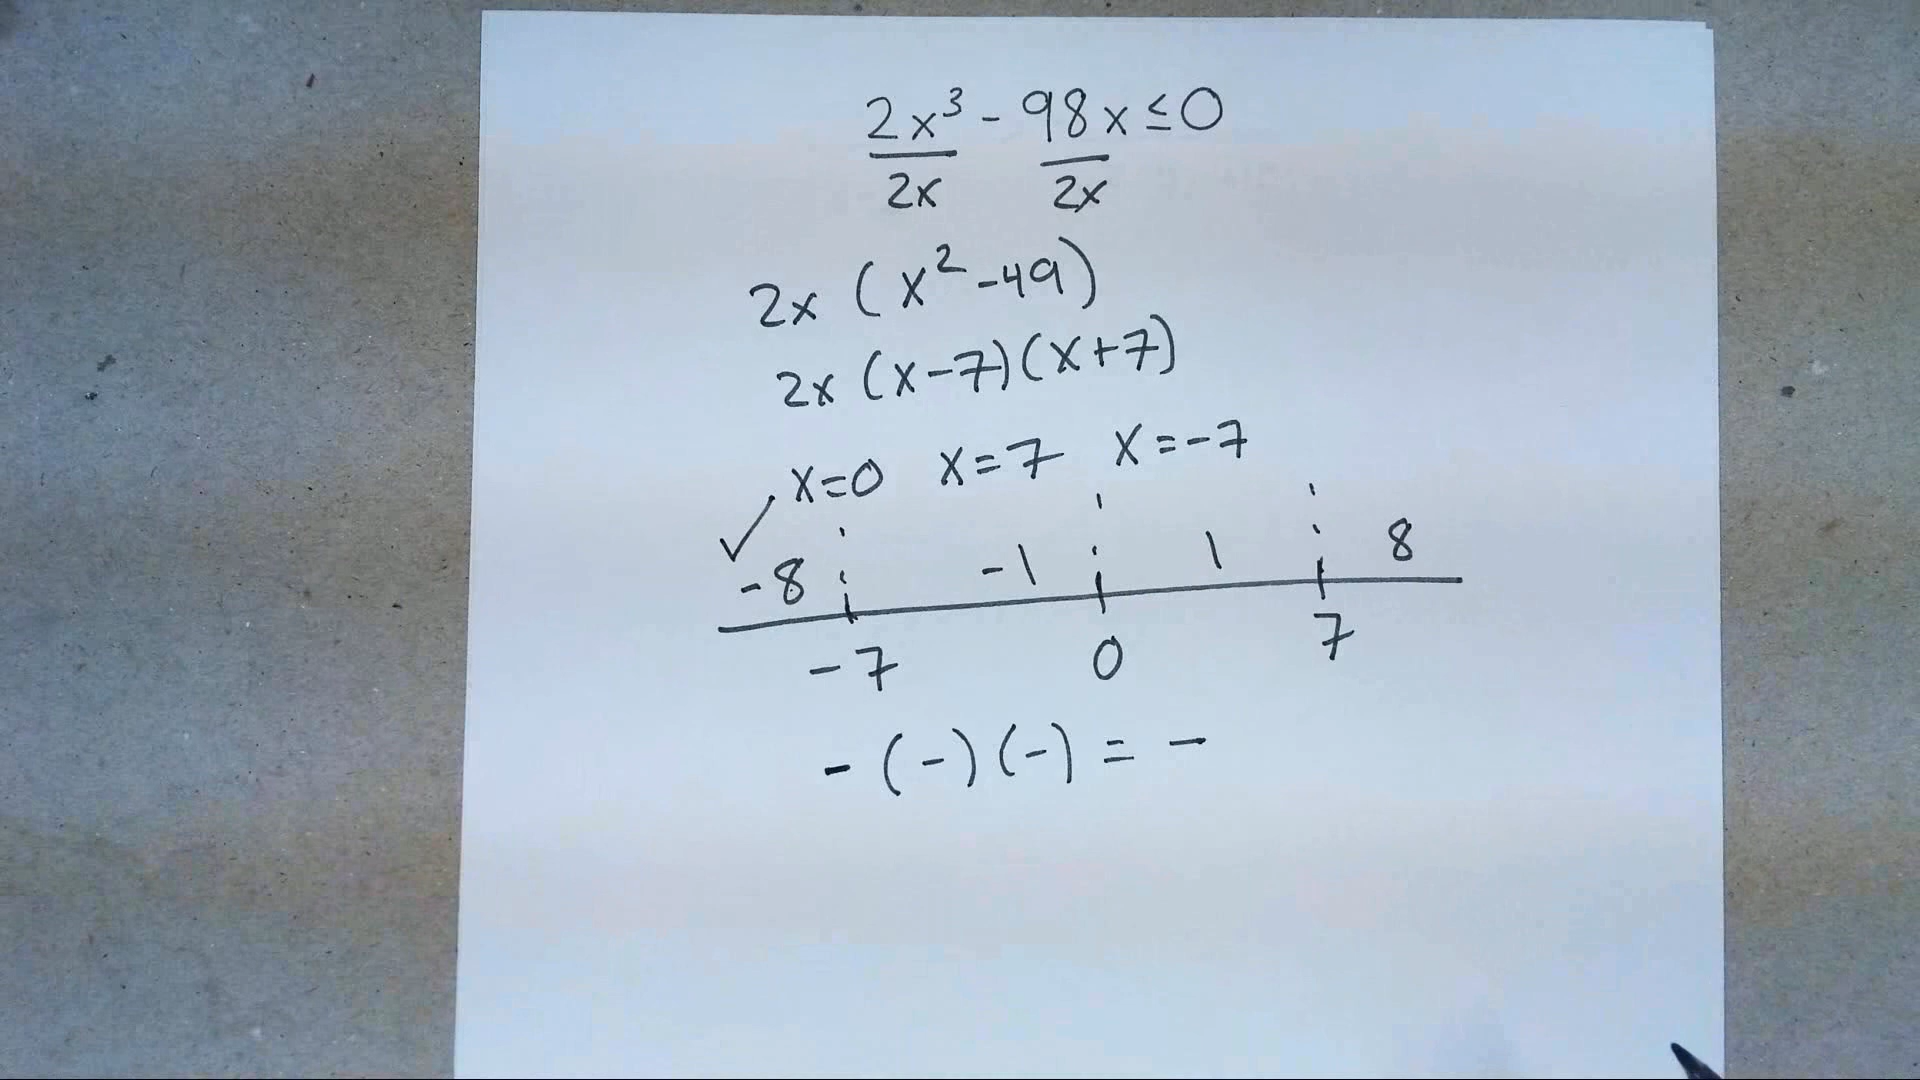 2x³ - 98x ≤ 0
2x 2x
2x (x² - 49)
2x (x - 7)(x + 7)
x = 0 x = 7 x = -7
-8 -1 1 8
-7 0 7
- (-)(-) = -